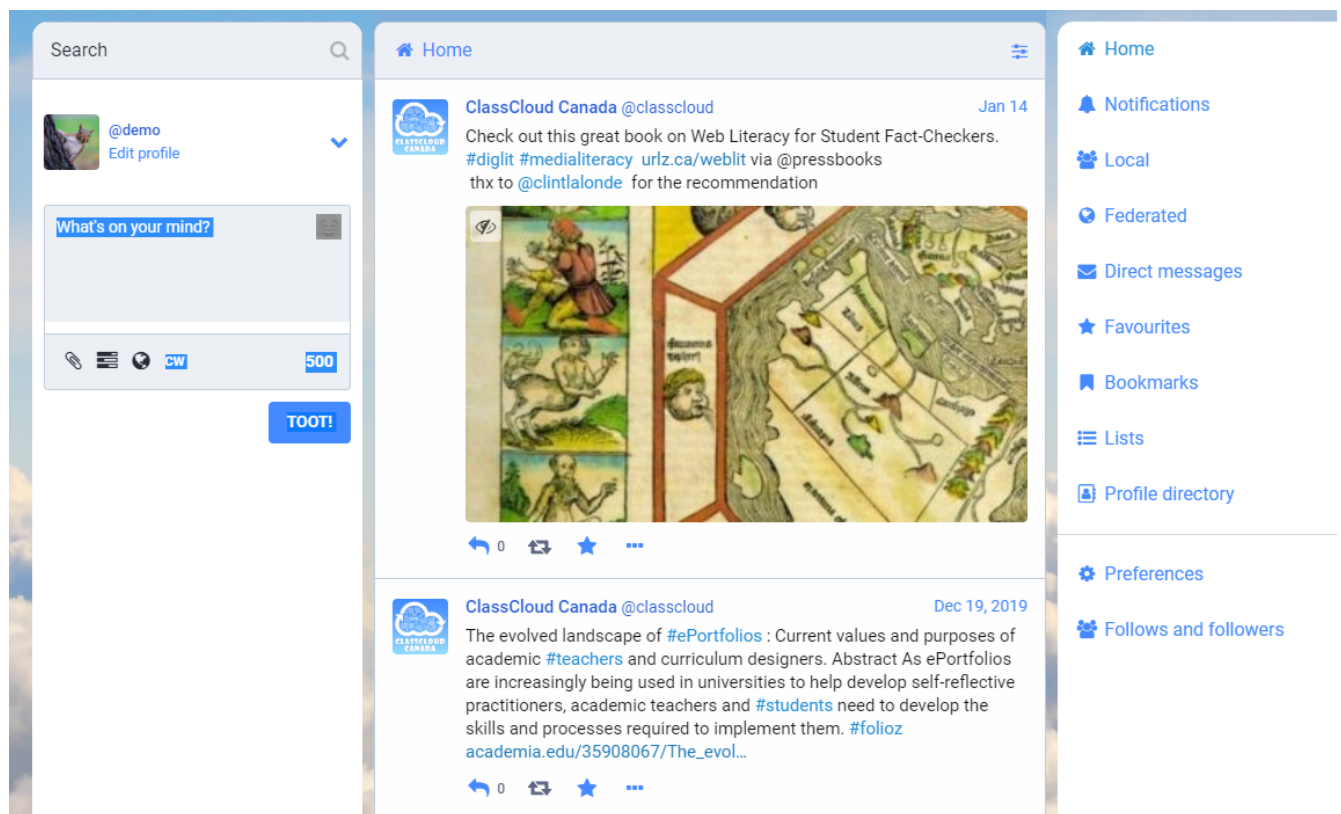 Search
@demo
Edit profile
What's on your mind?
CW
500
TOOT!
Home
CLASSCLOUD
CANADA
ClassCloud Canada @classcloud
Jan 14
Check out this great book on Web Literacy for Student Fact-Checkers.
#diglit #medialiteracy urlz.ca/weblit via @pressbooks
thx to @clintlalonde for the recommendation
0
CLASSCLOUD
CANADA
ClassCloud Canada @classcloud
Dec 19, 2019
The evolved landscape of #ePortfolios : Current values and purposes of
academic #teachers and curriculum designers. Abstract As ePortfolios
are increasingly being used in universities to help develop self-reflective
practitioners, academic teachers and #students need to develop the
skills and processes required to implement them. #folioz
academia.edu/35908067/The_evol...
0
Home
Notifications
Local
Federated
Direct messages
Favourites
Bookmarks
Lists
Profile directory
Preferences
Follows and followers